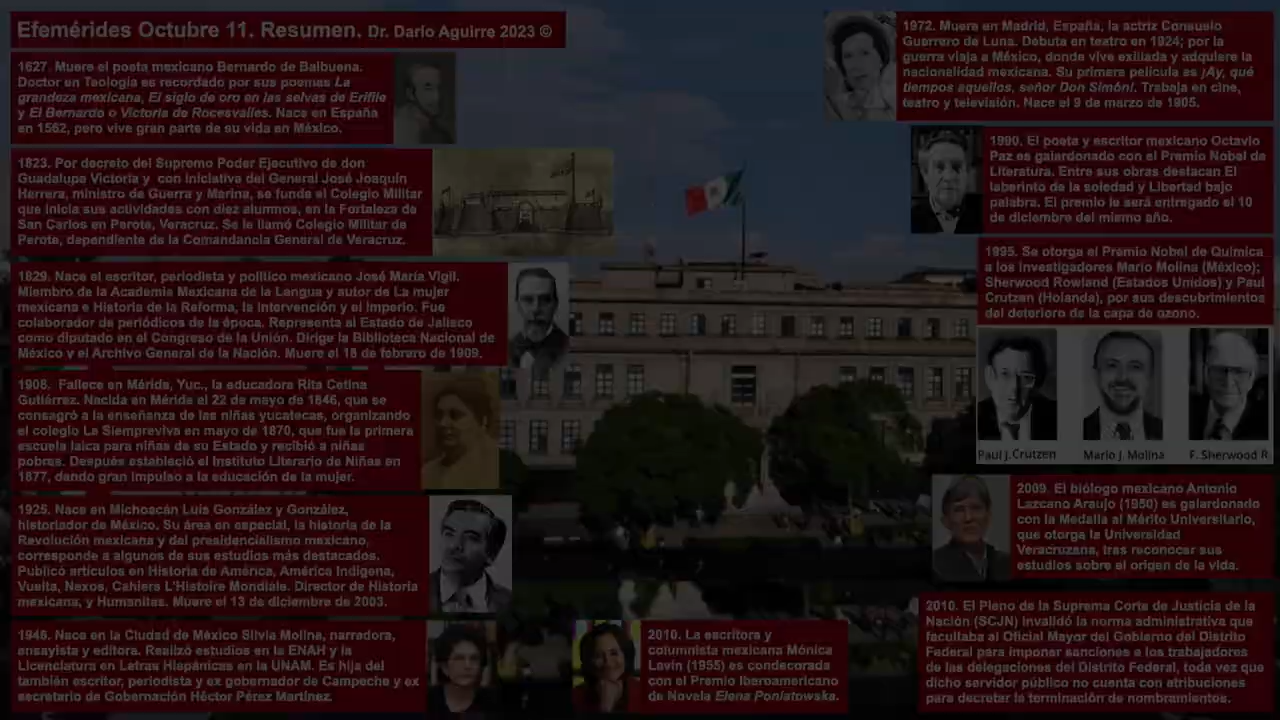 Efemérides Octubre 11. Resumen. Dr. Darío Aguirre 2023 ©
1627. Muere el poeta mexicano Bernardo de Balbuena.
Doctor en Teología es recordado por sus poemas La
grandeza mexicana, El siglo de oro en las selvas de Erifile
y El Bernardo o Victoria de Rocesvalles. Nace en España
en 1562, pero vive gran parte de su vida en México.
1823. Por decreto del Supremo Poder Ejecutivo de don
Guadalupe Victoria y con iniciativa del General José Joaquín
Herrera, ministro de Guerra y Marina, se funda el Colegio Militar
que inicia sus actividades con diez alumnos, en la Fortaleza de
San Carlos en Perote, Veracruz. Se le llamó Colegio Militar de
Perote, dependiente de la Comandancia General de Veracruz.
1829. Nace el escritor, periodista y político mexicano José María Vigil.
Miembro de la Academia Mexicana de la Lengua y autor de La mujer
mexicana e Historia de la Reforma, la Intervención y el Imperio. Fue
colaborador de periódicos de la época. Representa al Estado de Jalisco
como diputado en el Congreso de la Unión. Dirige la Biblioteca Nacional de
México y el Archivo General de la Nación. Muere el 18 de febrero de 1909.
1908. Fallece en Mérida, Yuc., la educadora Rita Cetina
Gutiérrez. Nacida en Mérida el 22 de mayo de 1846, que se
consagró a la enseñanza de las niñas yucatecas, organizando
el colegio La Siempreviva en mayo de 1870, que fue la primera
escuela laica para niñas de su Estado y recibió a niñas
pobres. Después estableció el Instituto Literario de Niñas en
1877, dando gran impulso a la educación de la mujer.
1925. Nace en Michoacán Luis González y González,
historiador de México. Su área en especial, la historia de la
Revolución mexicana y del presidencialismo mexicano,
corresponde a algunos de sus estudios más destacados.
Publicó artículos en Historia de América, América Indígena,
Vuelta, Nexos, Cahiers L'Histoire Mondiale. Director de Historia
mexicana, y Humanitas. Muere el 13 de diciembre de 2003.
1946. Nace en la Ciudad de México Silvia Molina, narradora,
ensayista y editora. Realizó estudios en la ENAH y la
Licenciatura en Letras Hispánicas en la UNAM. Es hija del
también escritor, periodista y ex gobernador de Campeche y ex
secretario de Gobernación Héctor Pérez Martínez.
1972. Muere en Madrid, España, la actriz Consuelo
Guerrero de Luna. Debuta en teatro en 1924; por la
guerra viaja a México, donde vive exiliada y adquiere la
nacionalidad mexicana. Su primera película es ¡Ay, qué
tiempos aquellos, señor Don Simón!. Trabaja en cine,
teatro y televisión. Nace el 9 de marzo de 1905.
1990. El poeta y escritor mexicano Octavio
Paz es galardonado con el Premio Nobel de
Literatura. Entre sus obras destacan El
laberinto de la soledad y Libertad bajo
palabra. El premio le será entregado el 10
de diciembre del mismo año.
1995. Se otorga el Premio Nobel de Química
a los investigadores Mario Molina (México);
Sherwood Rowland (Estados Unidos) y Paul
Crutzen (Holanda), por sus descubrimientos
del deterioro de la capa de ozono.
Paul J. Crutzen Mario J. Molina F. Sherwood R.
2009. El biólogo mexicano Antonio
Lazcano Araujo (1950) es galardonado
con la Medalla al Mérito Universitario,
que otorga la Universidad
Veracruzana, tras reconocer sus
estudios sobre el origen de la vida.
2010. La escritora y
columnista mexicana Mónica
Lavín (1955) es condecorada
con el Premio Iberoamericano
de Novela Elena Poniatowska.
2010. El Pleno de la Suprema Corte de Justicia de la
Nación (SCJN) invalidó la norma administrativa que
facultaba al Oficial Mayor del Gobierno del Distrito
Federal para imponer sanciones a los trabajadores
de las delegaciones del Distrito Federal, toda vez que
dicho servidor público no cuenta con atribuciones
para decretar la terminación de nombramientos.